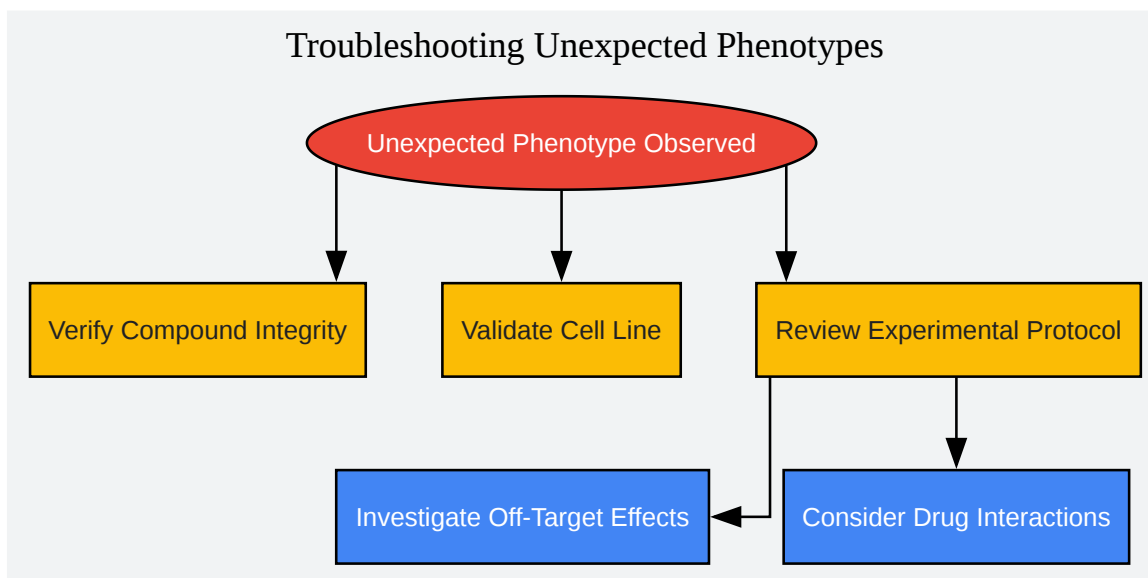 Troubleshooting Unexpected Phenotypes
Unexpected Phenotype Observed
Verify Compound Integrity
Validate Cell Line
Review Experimental Protocol
Investigate Off-Target Effects
Consider Drug Interactions